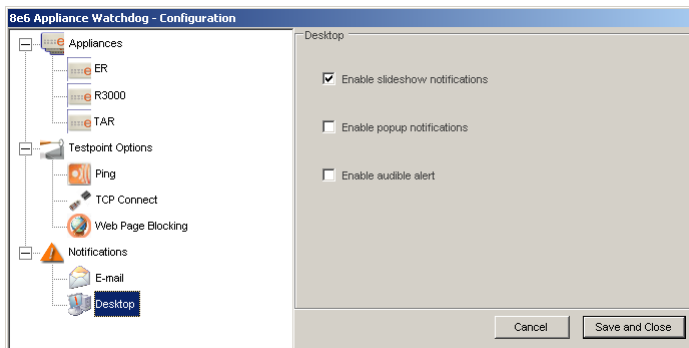 8e6 Appliance Watchdog - Configuration
Appliances
ER
R3000
TAR
Testpoint Options
Ping
TCP Connect
Web Page Blocking
Notifications
E-mail
Desktop
Desktop
Enable slideshow notifications
Enable popup notifications
Enable audible alert
Cancel
Save and Close